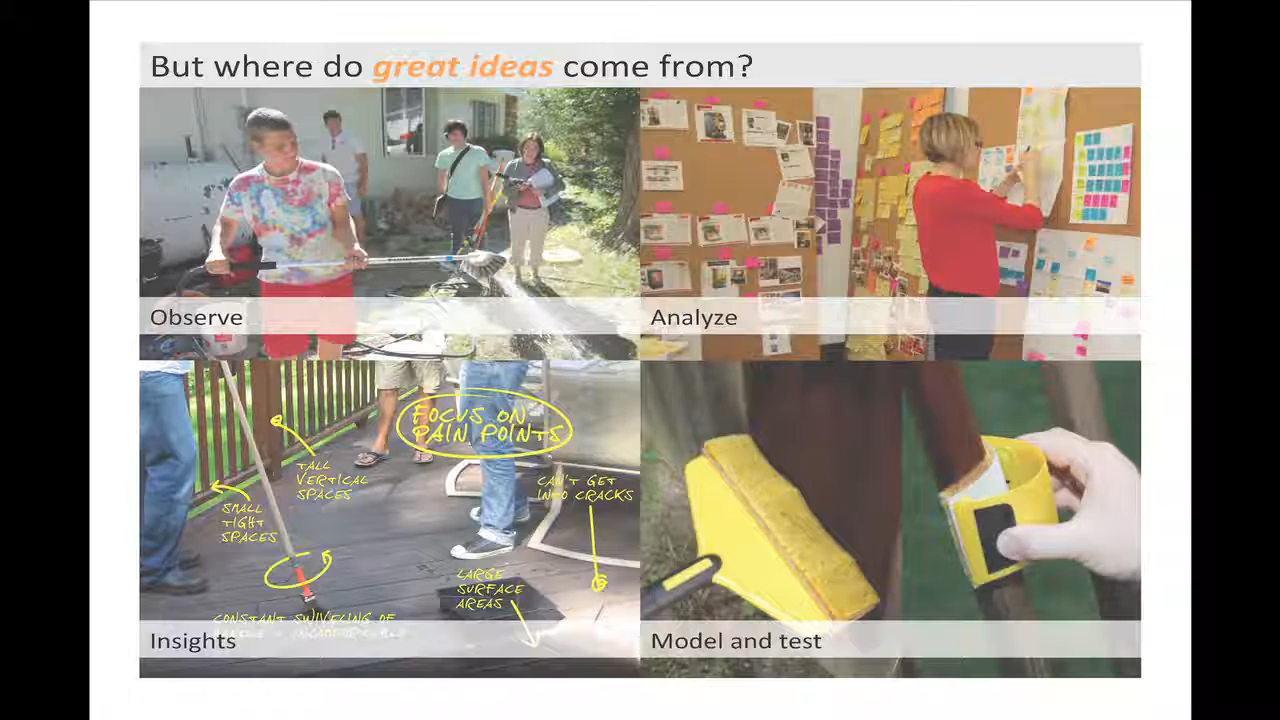 But where do great ideas come from?
Observe
Analyze
FOCUS ON
PAIN POINTS
TALL
VERTICAL
SPACES
CAN'T GET
INTO CRACKS
SMALL
TIGHT
SPACES
LARGE
SURFACE
AREAS
CONSTANT SWIVELING OF
Insights
Model and test